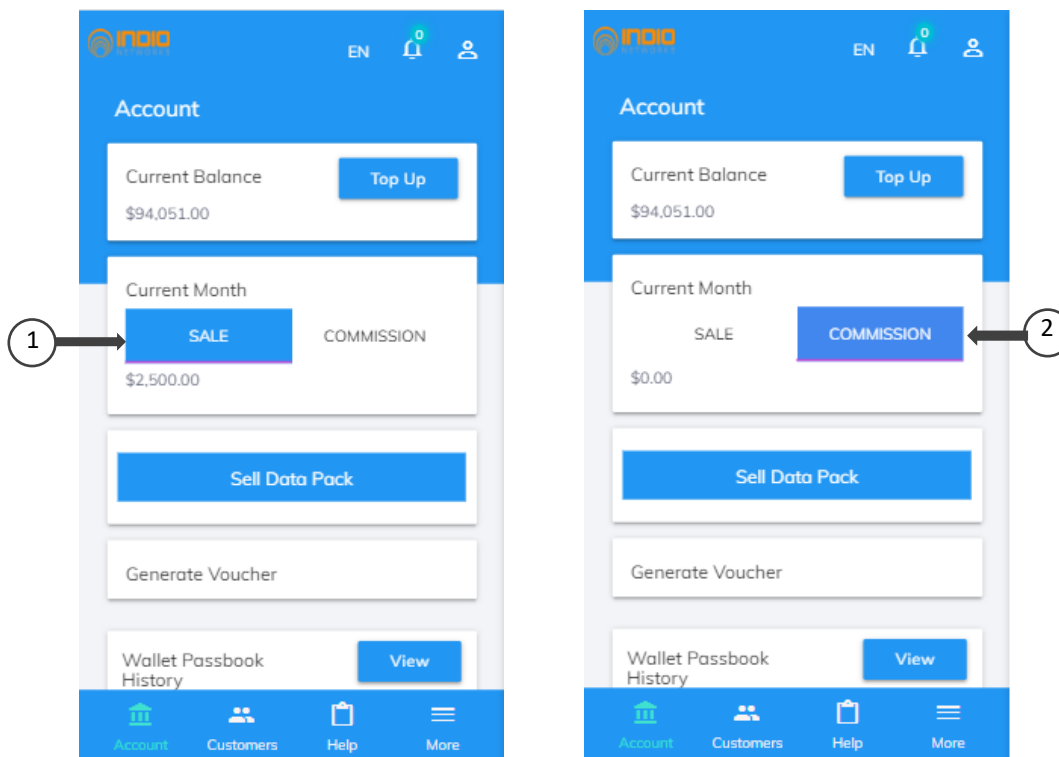 INDIO
NETWORKS
EN
0
Account
Current Balance
Top Up
$94,051.00
Current Month
1
SALE
COMMISSION
$2,500.00
Sell Data Pack
Generate Voucher
Wallet Passbook
History
View
Account
Customers
Help
More
INDIO
NETWORKS
EN
0
Account
Current Balance
Top Up
$94,051.00
Current Month
SALE
COMMISSION
2
$0.00
Sell Data Pack
Generate Voucher
Wallet Passbook
History
View
Account
Customers
Help
More